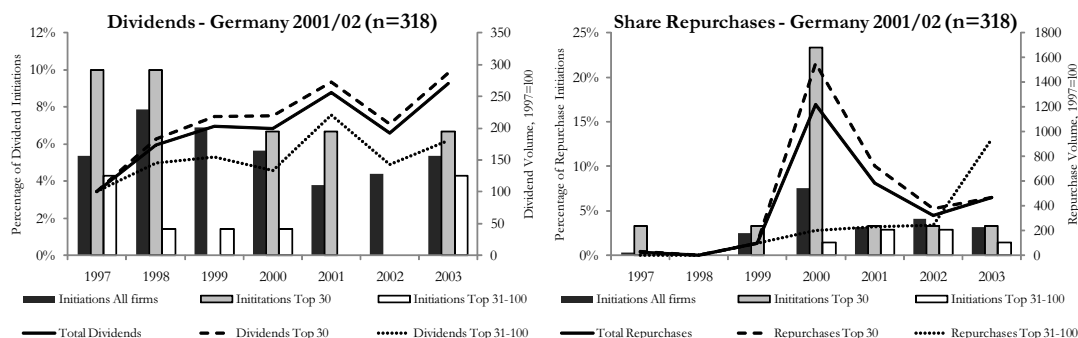 Dividends - Germany 2001/02 (n=318)
12%
10%
8%
6%
4%
2%
0%
Percentage of Dividend Initiations
350
300
250
200
150
100
50
0
Dividend Volume, 1997=100
1997 1998 1999 2000 2001 2002 2003
Initiations All firms Inititations Top 30 Initiations Top 31-100
Total Dividends Dividends Top 30 Dividends Top 31-100
Share Repurchases - Germany 2001/02 (n=318)
25%
20%
15%
10%
5%
0%
Percentage of Repurchase Initiations
1800
1600
1400
1200
1000
800
600
400
200
0
Repurchase Volume, 1997=100
1997 1998 1999 2000 2001 2002 2003
Initiations All firms Inititations Top 30 Initiations Top 31-100
Total Repurchases Repurchases Top 30 Repurchases Top 31-100